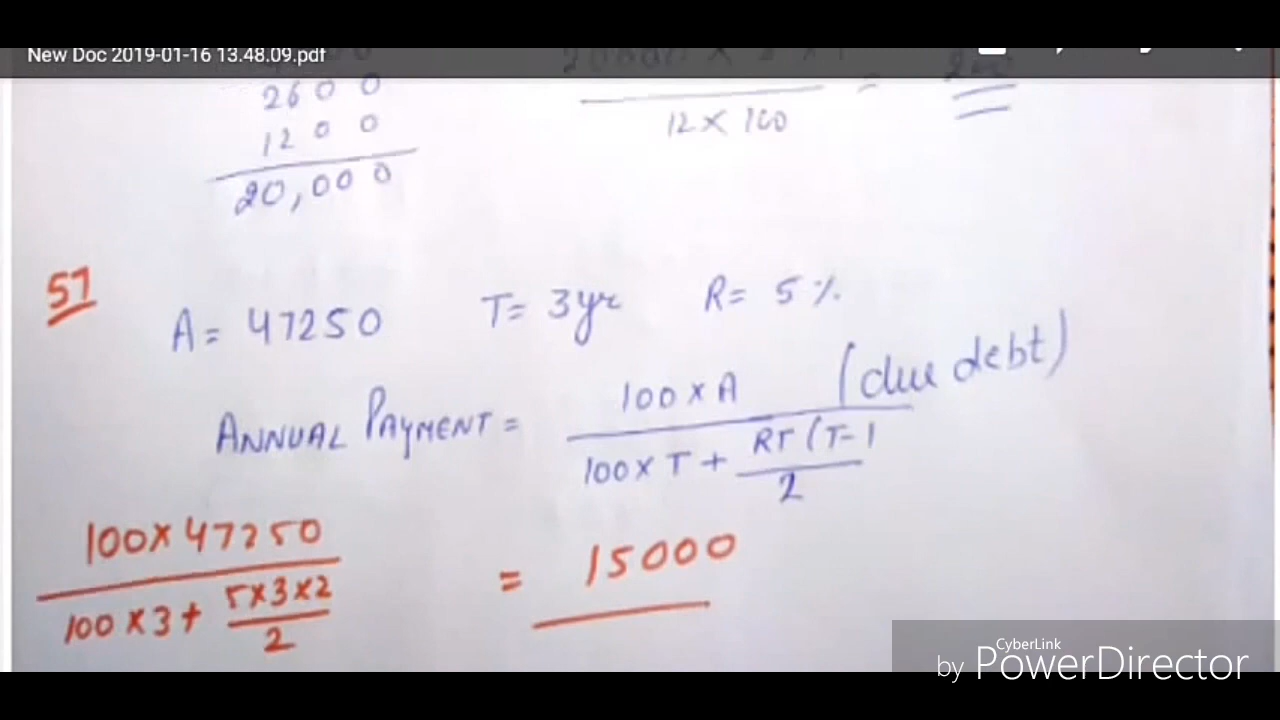 New Doc 2019-01-16 13.48.09.pdf
2600
1200
20,000
12 × 100
=
57
A = 47250 T = 3yr R = 5%
ANNUAL PAYMENT = 100 × A / 100 × T + RT (T-1 / 2 (due debt)
100 × 47250 / 100 × 3 + 5×3×2 / 2 = 15000
CyberLink
by PowerDirector